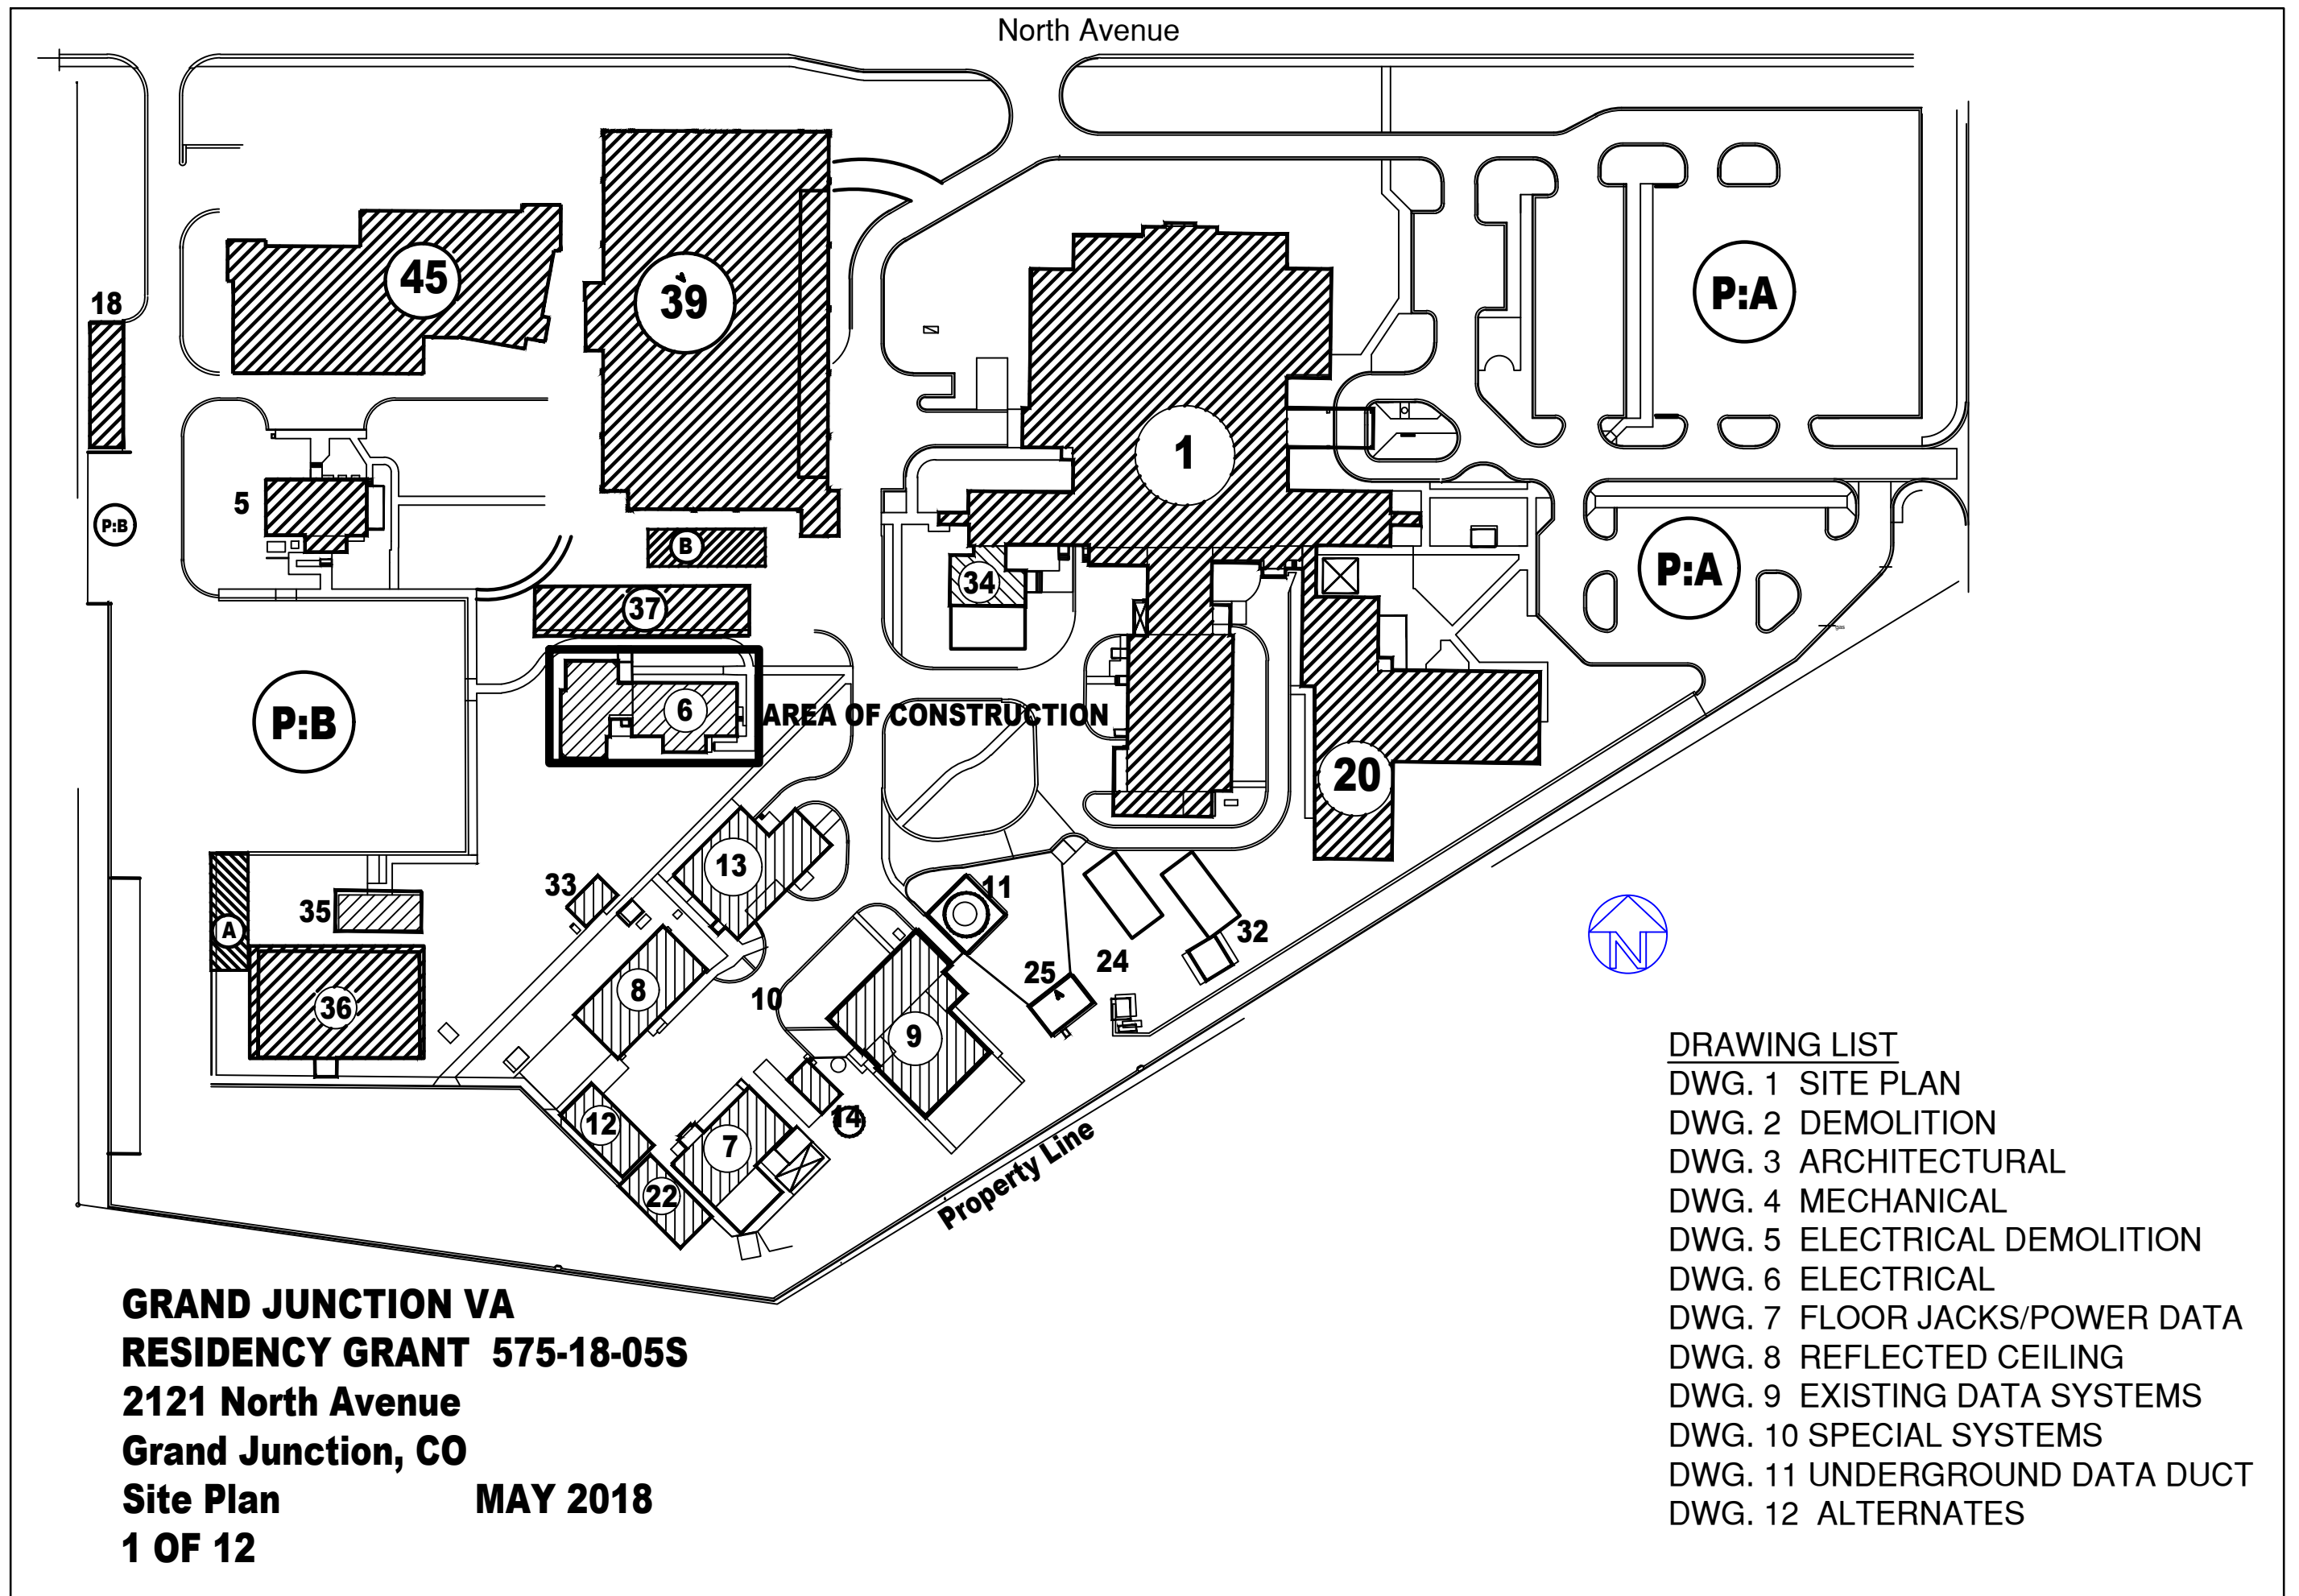 North Avenue
45
39
18
1
P:A
5
P:B
B
34
37
P:A
6
AREA OF CONSTRUCTION
P:B
20
13
33
11
35
A
32
24
25
8
10
36
9
14
12
7
22
Property Line
N
DRAWING LIST
DWG. 1 SITE PLAN
DWG. 2 DEMOLITION
DWG. 3 ARCHITECTURAL
DWG. 4 MECHANICAL
DWG. 5 ELECTRICAL DEMOLITION
DWG. 6 ELECTRICAL
DWG. 7 FLOOR JACKS/POWER DATA
DWG. 8 REFLECTED CEILING
DWG. 9 EXISTING DATA SYSTEMS
DWG. 10 SPECIAL SYSTEMS
DWG. 11 UNDERGROUND DATA DUCT
DWG. 12 ALTERNATES
GRAND JUNCTION VA
RESIDENCY GRANT 575-18-05S
2121 North Avenue
Grand Junction, CO
Site Plan MAY 2018
1 OF 12